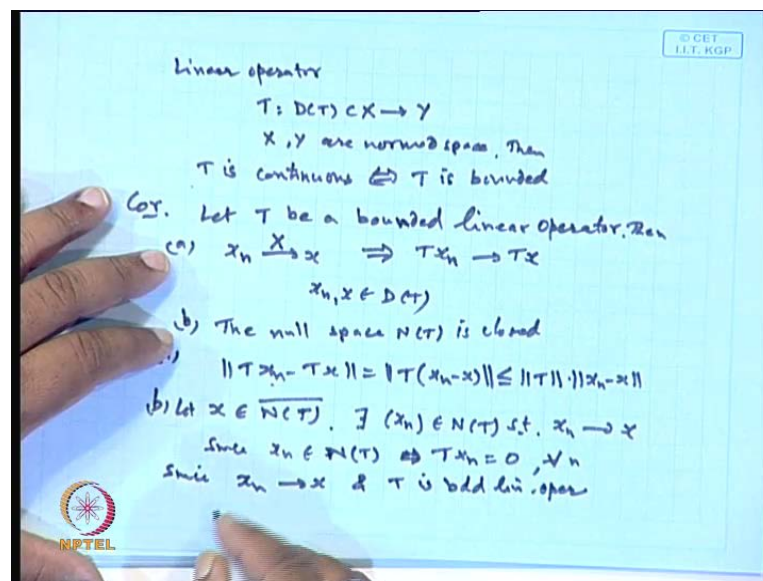 © CET
I.I.T. KGP
Linear operator
T: D(T) ⊂ X → Y
X, Y are normed space, Then
T is continuous ⇔ T is bounded
Cor. Let T be a bounded linear operator. Then
(a) xₙ —X→ x ⇒ Txₙ → Tx
xₙ, x ∈ D(T)
(b) The null space N(T) is closed
||Txₙ - Tx|| = ||T(xₙ-x)|| ≤ ||T||·||xₙ-x||
(b) Let x ∈ \overline{N(T)}. ∃ (xₙ) ∈ N(T) s.t. xₙ → x
Since xₙ ∈ N(T) ⇒ Txₙ = 0, ∀n
Since xₙ → x & T is bdd lin. oper
NPTEL